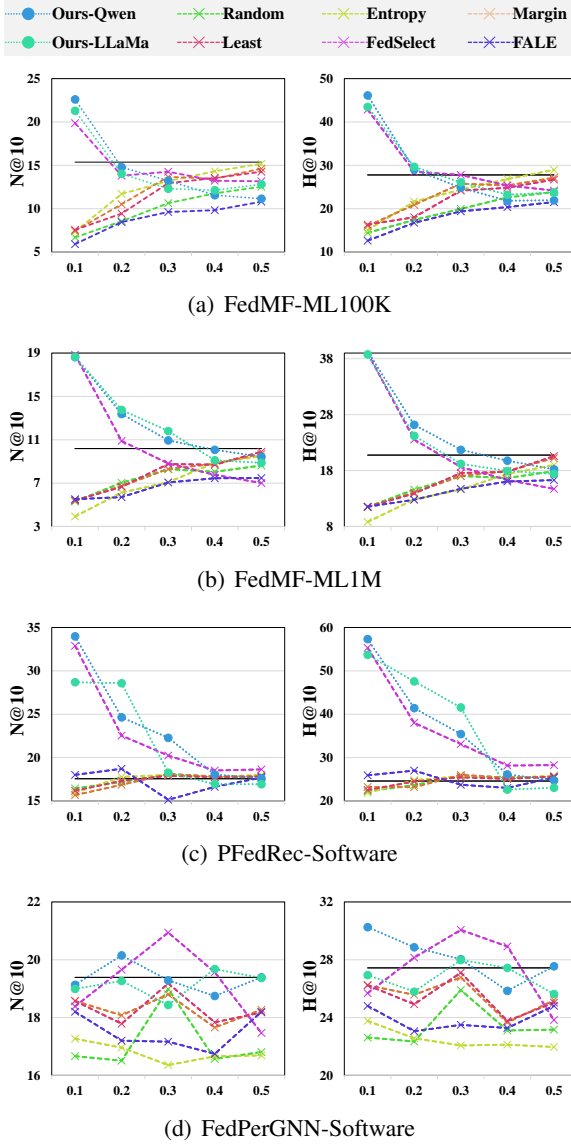 Ours-Qwen Random Entropy Margin
Ours-LLaMa Least FedSelect FALE
N@10
25
20
15
10
5
0.1 0.2 0.3 0.4 0.5
H@10
50
40
30
20
10
0.1 0.2 0.3 0.4 0.5
(a) FedMF-ML100K
N@10
19
15
11
7
3
0.1 0.2 0.3 0.4 0.5
H@10
38
28
18
8
0.1 0.2 0.3 0.4 0.5
(b) FedMF-ML1M
N@10
35
30
25
20
15
0.1 0.2 0.3 0.4 0.5
H@10
60
50
40
30
20
0.1 0.2 0.3 0.4 0.5
(c) PFedRec-Software
N@10
22
20
18
16
0.1 0.2 0.3 0.4 0.5
H@10
32
28
24
20
0.1 0.2 0.3 0.4 0.5
(d) FedPerGNN-Software